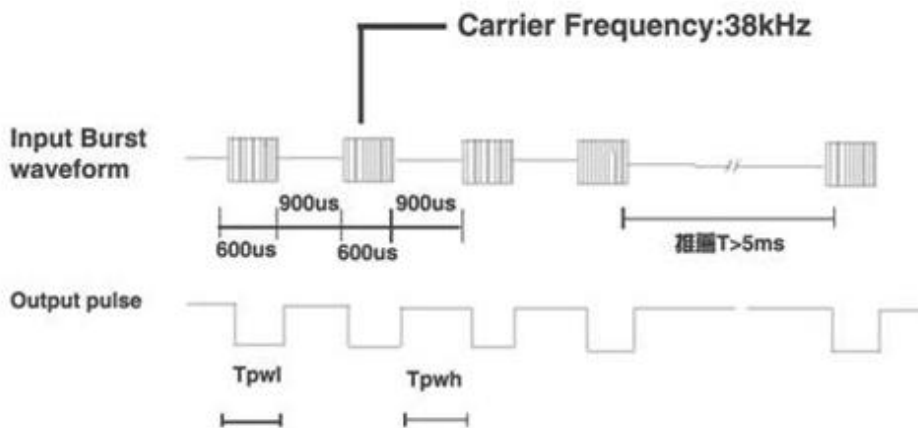 Carrier Frequency:38kHz
Input Burst
waveform
900us 900us
600us 600us
T>5ms
Output pulse
Tpwl Tpwh